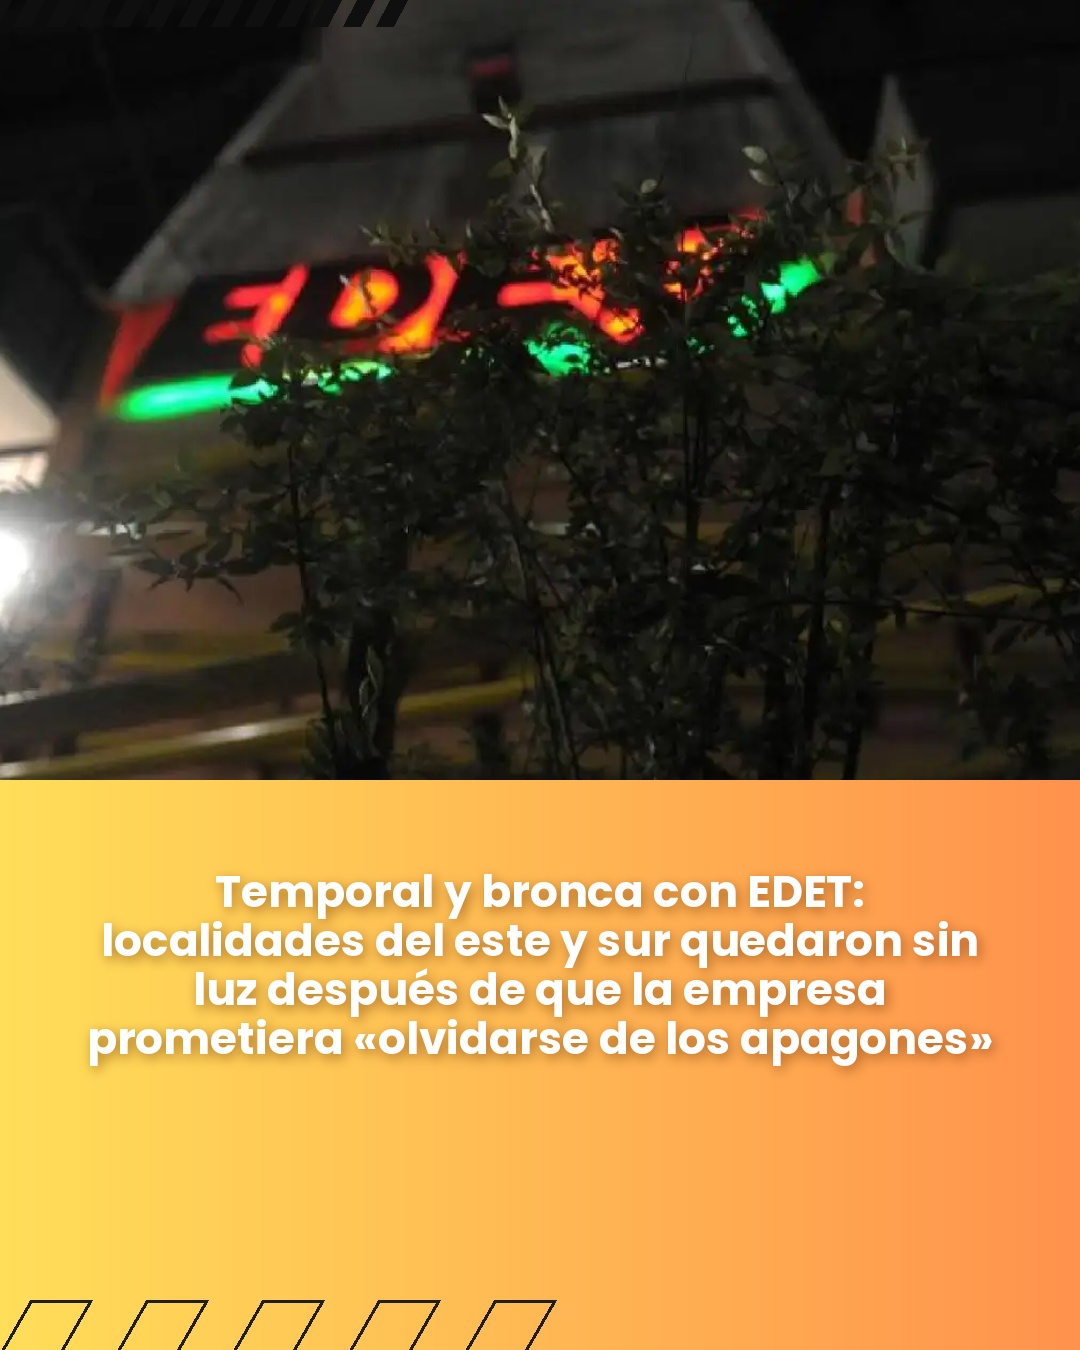 Temporal y bronca con EDET:
localidades del este y sur quedaron sin
luz después de que la empresa
prometiera «olvidarse de los apagones»